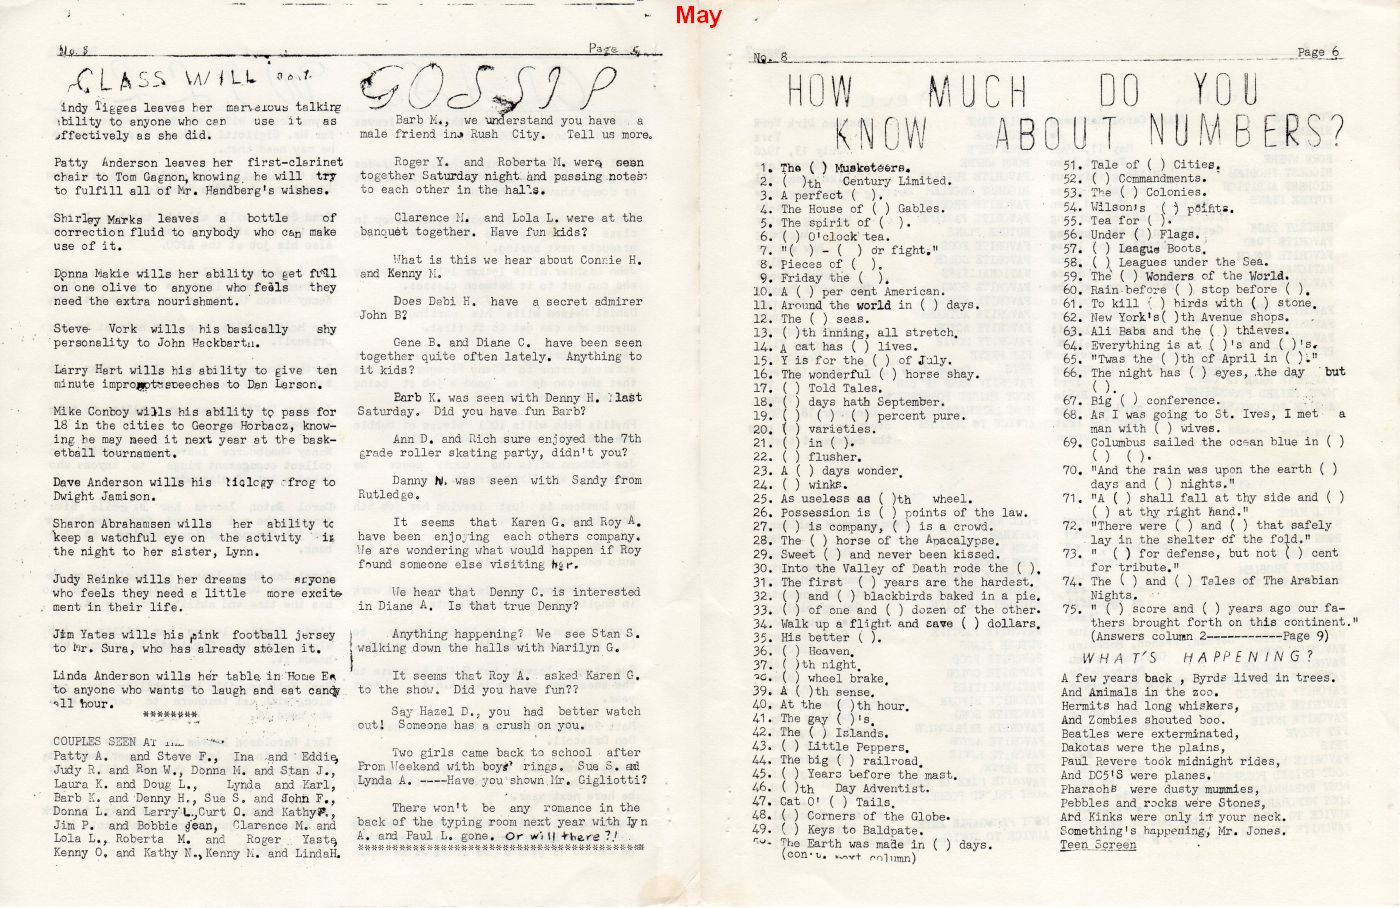 May
No. 8 Page
CLASS WILL cont.
indy Tigges leaves her marvelous talking
ability to anyone who can use it as
effectively as she did.
Patty Anderson leaves her first-clarinet
chair to Tom Gagnon, knowing he will try
to fulfill all of Mr. Handberg's wishes.
Shirley Marks leaves a bottle of
correction fluid to anybody who can make
use of it.
Donna Makie wills her ability to get full
on one olive to anyone who feels they
need the extra nourishment.
Steve Vork wills his basically shy
personality to John Hackbarth.
Larry Hart wills his ability to give ten
minute speeches to Dan Larson.
Mike Conboy wills his ability to pass for
18 in the cities to George Horbacz, know-
ing he may need it next year at the bask-
etball tournament.
Dave Anderson wills his biology frog to
Dwight Jamison.
Sharon Abrahamsen wills her ability to
keep a watchful eye on the activity in
the night to her sister, Lynn.
Judy Reinke wills her dreams to anyone
who feels they need a little more excite
ment in their life.
Jim Yates wills his pink football jersey
to Mr. Sura, who has already stolen it.
Linda Anderson wills her table in Home Ec
to anyone who wants to laugh and eat candy
all hour.
********
COUPLES SEEN AT
Patty A. and Steve F., Ina and Eddie,
Judy R. and Ron W., Donna M. and Stan J.,
Laura K. and Doug L., Lynda and Karl,
Barb K. and Denny H., Sue S. and John F.,
Donna L. and Larry L., Curt O. and Kathy F.,
Jim P. and Bobbie Jean, Clarence M. and
Lola L., Roberta M. and Roger Yaste,
Kenny O. and Kathy N., Kenny M. and Linda H.
GOSSIP
Barb M., we understand you have a
male friend in Rush City. Tell us more.
Roger Y. and Roberta M. were seen
together Saturday night and passing notes
to each other in the halls.
Clarence M. and Lola L. were at the
banquet together. Have fun kids?
What is this we hear about Connie H.
and Kenny M.
Does Debi H. have a secret admirer
John B?
Gene B. and Diane C. have been seen
together quite often lately. Anything to
it kids?
Barb K. was seen with Denny H. last
Saturday. Did you have fun Barb?
Ann D. and Rich sure enjoyed the 7th
grade roller skating party, didn't you?
Danny N. was seen with Sandy from
Rutledge.
It seems that Karen G. and Roy A.
have been enjoying each others company.
We are wondering what would happen if Roy
found someone else visiting her.
We hear that Denny C. is interested
in Diane A. Is that true Denny?
Anything happening? We see Stan S.
walking down the halls with Marilyn G.
It seems that Roy A. asked Karen G.
to the show. Did you have fun??
Say Hazel D., you had better watch
out! Someone has a crush on you.
Two girls came back to school after
Prom Weekend with boys' rings. Sue S. and
Lynda A. ----Have you shown Mr. Gigliotti?
There won't be any romance in the
back of the typing room next year with Lyn
A. and Paul L. gone. Or will there?!
****************************************
No. 8 Page 6
HOW MUCH DO YOU
KNOW ABOUT NUMBERS?
1. The ( ) Musketeers.
2. ( )th Century Limited.
3. A perfect ( ).
4. The House of ( ) Gables.
5. The spirit of ( ).
6. ( ) O'clock tea.
7. "( ) - ( ) or fight."
8. Pieces of ( ).
9. Friday the ( ).
10. A ( ) per cent American.
11. Around the world in ( ) days.
12. The ( ) seas.
13. ( )th inning, all stretch.
14. A cat has ( ) lives.
15. Y is for the ( ) of July.
16. The wonderful ( ) horse shay.
17. ( ) Told Tales.
18. ( ) days hath September.
19. ( ) ( ) ( ) percent pure.
20. ( ) varieties.
21. ( ) in ( ).
22. ( ) flusher.
23. A ( ) days wonder.
24. ( ) winks.
25. As useless as ( )th wheel.
26. Possession is ( ) points of the law.
27. ( ) is company, ( ) is a crowd.
28. The ( ) horse of the Apacalypse.
29. Sweet ( ) and never been kissed.
30. Into the Valley of Death rode the ( ).
31. The first ( ) years are the hardest.
32. ( ) and ( ) blackbirds baked in a pie.
33. ( ) of one and ( ) dozen of the other.
34. Walk up a flight and save ( ) dollars.
35. His better ( ).
36. ( ) Heaven.
37. ( )th night.
38. ( ) wheel brake.
39. A ( )th sense.
40. At the ( )th hour.
41. The gay ( )'s.
42. The ( ) Islands.
43. ( ) Little Peppers.
44. The big ( ) railroad.
45. ( ) Years before the mast.
46. ( )th Day Adventist.
47. Cat O' ( ) Tails.
48. ( ) Corners of the Globe.
49. ( ) Keys to Baldpate.
50. The Earth was made in ( ) days.
(con't. next column)
51. Tale of ( ) Cities.
52. ( ) Commandments.
53. The ( ) Colonies.
54. Wilson's ( ) points.
55. Tea for ( ).
56. Under ( ) Flags.
57. ( ) League Boots.
58. ( ) Leagues under the Sea.
59. The ( ) Wonders of the World.
60. Rain before ( ) stop before ( ).
61. To kill ( ) birds with ( ) stone.
62. New York's( )th Avenue shops.
63. Ali Baba and the ( ) thieves.
64. Everything is at ( )'s and ( )'s.
65. "Twas the ( )th of April in ( )."
66. The night has ( ) eyes, the day but
( ).
67. Big ( ) conference.
68. As I was going to St. Ives, I met a
man with ( ) wives.
69. Columbus sailed the ocean blue in ( )
( ) ( ).
70. "And the rain was upon the earth ( )
days and ( ) nights."
71. "A ( ) shall fall at thy side and ( )
( ) at thy right hand."
72. "There were ( ) and ( ) that safely
lay in the shelter of the fold."
73. " ( ) for defense, but not ( ) cent
for tribute."
74. The ( ) and ( ) Tales of The Arabian
Nights.
75. " ( ) score and ( ) years ago our fa-
thers brought forth on this continent."
(Answers column 2-----------Page 9)
WHAT'S HAPPENING?
A few years back , Byrds lived in trees.
And Animals in the zoo.
Hermits had long whiskers,
And Zombies shouted boo.
Beatles were exterminated,
Dakotas were the plains,
Paul Revere took midnight rides,
And DC5'S were planes.
Pharaohs were dusty mummies,
Pebbles and rocks were Stones,
And Kinks were only in your neck.
Something's happening, Mr. Jones.
Teen Screen